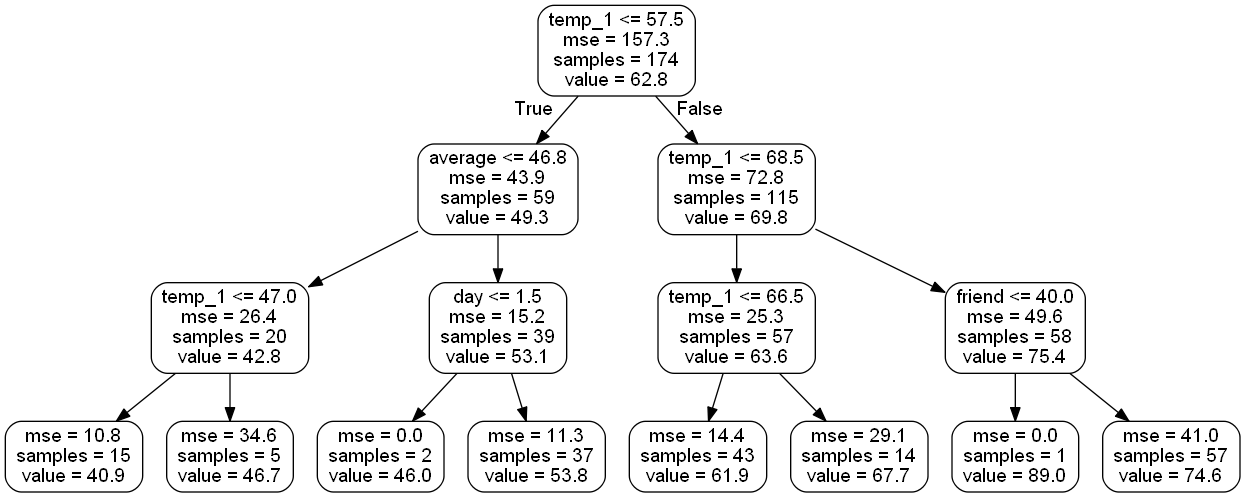 temp_1 <= 57.5
mse = 157.3
samples = 174
value = 62.8
True
False
average <= 46.8
mse = 43.9
samples = 59
value = 49.3
temp_1 <= 68.5
mse = 72.8
samples = 115
value = 69.8
temp_1 <= 47.0
mse = 26.4
samples = 20
value = 42.8
day <= 1.5
mse = 15.2
samples = 39
value = 53.1
temp_1 <= 66.5
mse = 25.3
samples = 57
value = 63.6
friend <= 40.0
mse = 49.6
samples = 58
value = 75.4
mse = 10.8
samples = 15
value = 40.9
mse = 34.6
samples = 5
value = 46.7
mse = 0.0
samples = 2
value = 46.0
mse = 11.3
samples = 37
value = 53.8
mse = 14.4
samples = 43
value = 61.9
mse = 29.1
samples = 14
value = 67.7
mse = 0.0
samples = 1
value = 89.0
mse = 41.0
samples = 57
value = 74.6